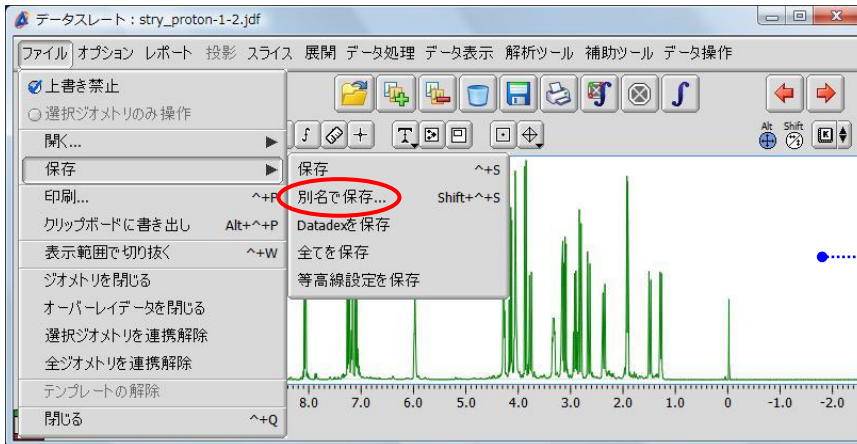 データスレート : stry_proton-1-2.jdf
ファイル オプション レポート 投影 スライス 展開 データ処理 データ表示 解析ツール 補助ツール データ操作
上書き禁止
選択ジオメトリのみ操作
開く...
保存
印刷... ^+P
クリップボードに書き出し Alt+^+P
表示範囲で切り抜く ^+W
ジオメトリを閉じる
オーバーレイデータを閉じる
選択ジオメトリを連携解除
全ジオメトリを連携解除
テンプレートの解除
閉じる ^+Q
保存 ^+S
別名で保存... Shift+^+S
Datadexを保存
全てを保存
等高線設定を保存
Alt Shift
8.0 7.0 6.0 5.0 4.0 3.0 2.0 1.0 0 -1.0 -2.0